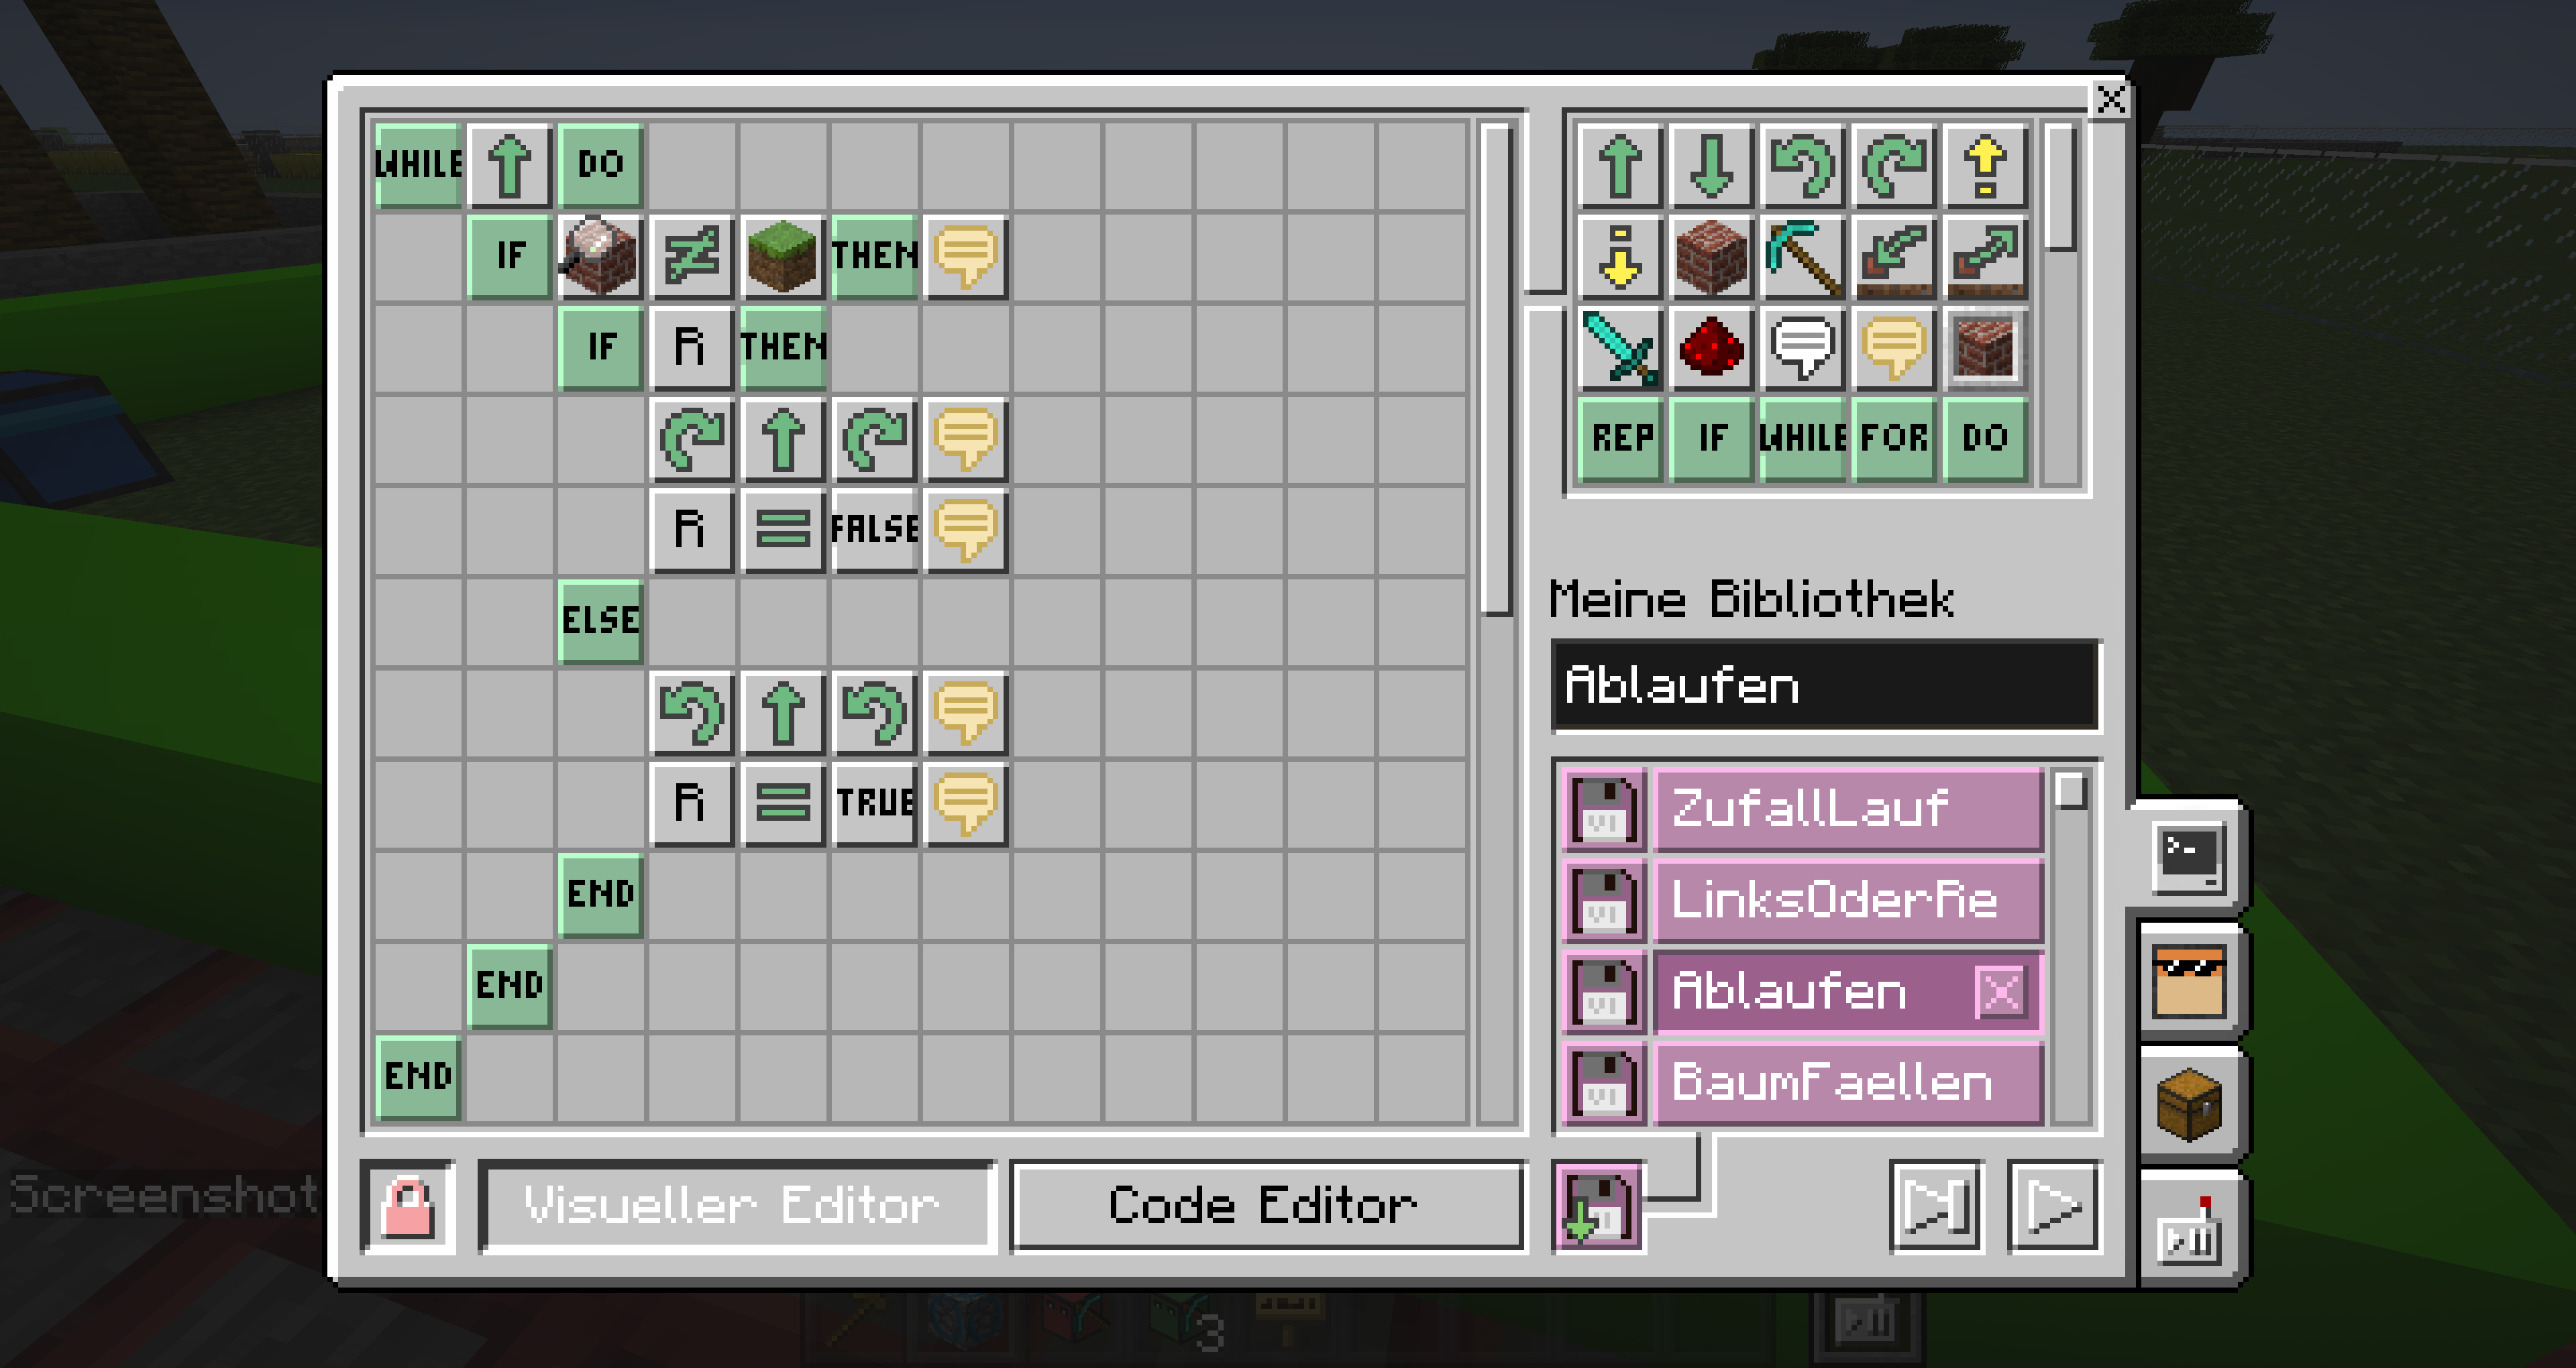 WHILE DO
IF THEN
IF R THEN
R FALSE
ELSE
R TRUE
END
END
END
REP IF WHILE FOR DO
Meine Bibliothek
Ablaufen
ZufallLauf
LinksOderRe
Ablaufen
BaumFaellen
Screenshot
Visueller Editor
Code Editor
3